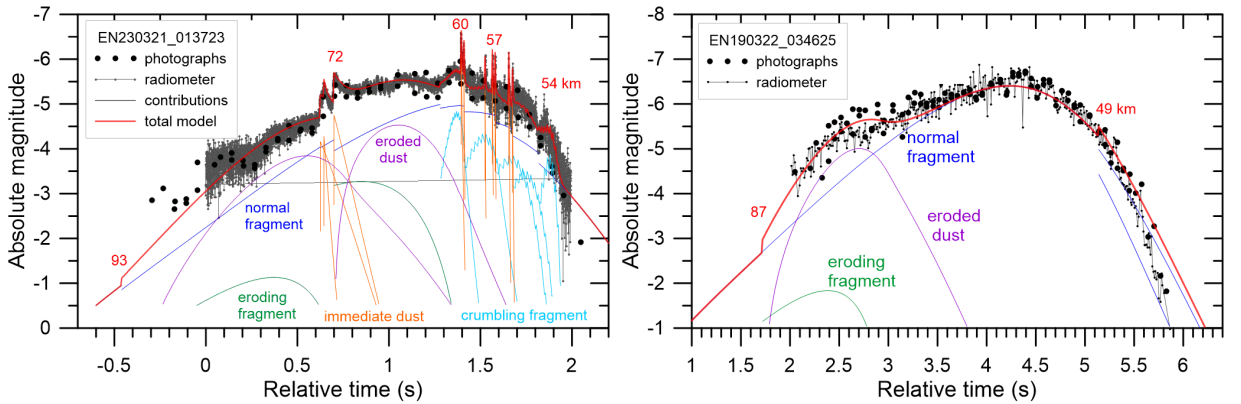 EN230321_013723
photographs
radiometer
contributions
total model
60
57
72
54 km
93
normal
fragment
eroded
dust
eroding
fragment
immediate dust
crumbling fragment
Absolute magnitude
-7
-6
-5
-4
-3
-2
-1
0
-0.5
0
0.5
1
1.5
2
Relative time (s)
EN190322_034625
photographs
radiometer
49 km
87
normal
fragment
eroded
dust
eroding
fragment
Absolute magnitude
-8
-7
-6
-5
-4
-3
-2
-1
1
1.5
2
2.5
3
3.5
4
4.5
5
5.5
6
Relative time (s)